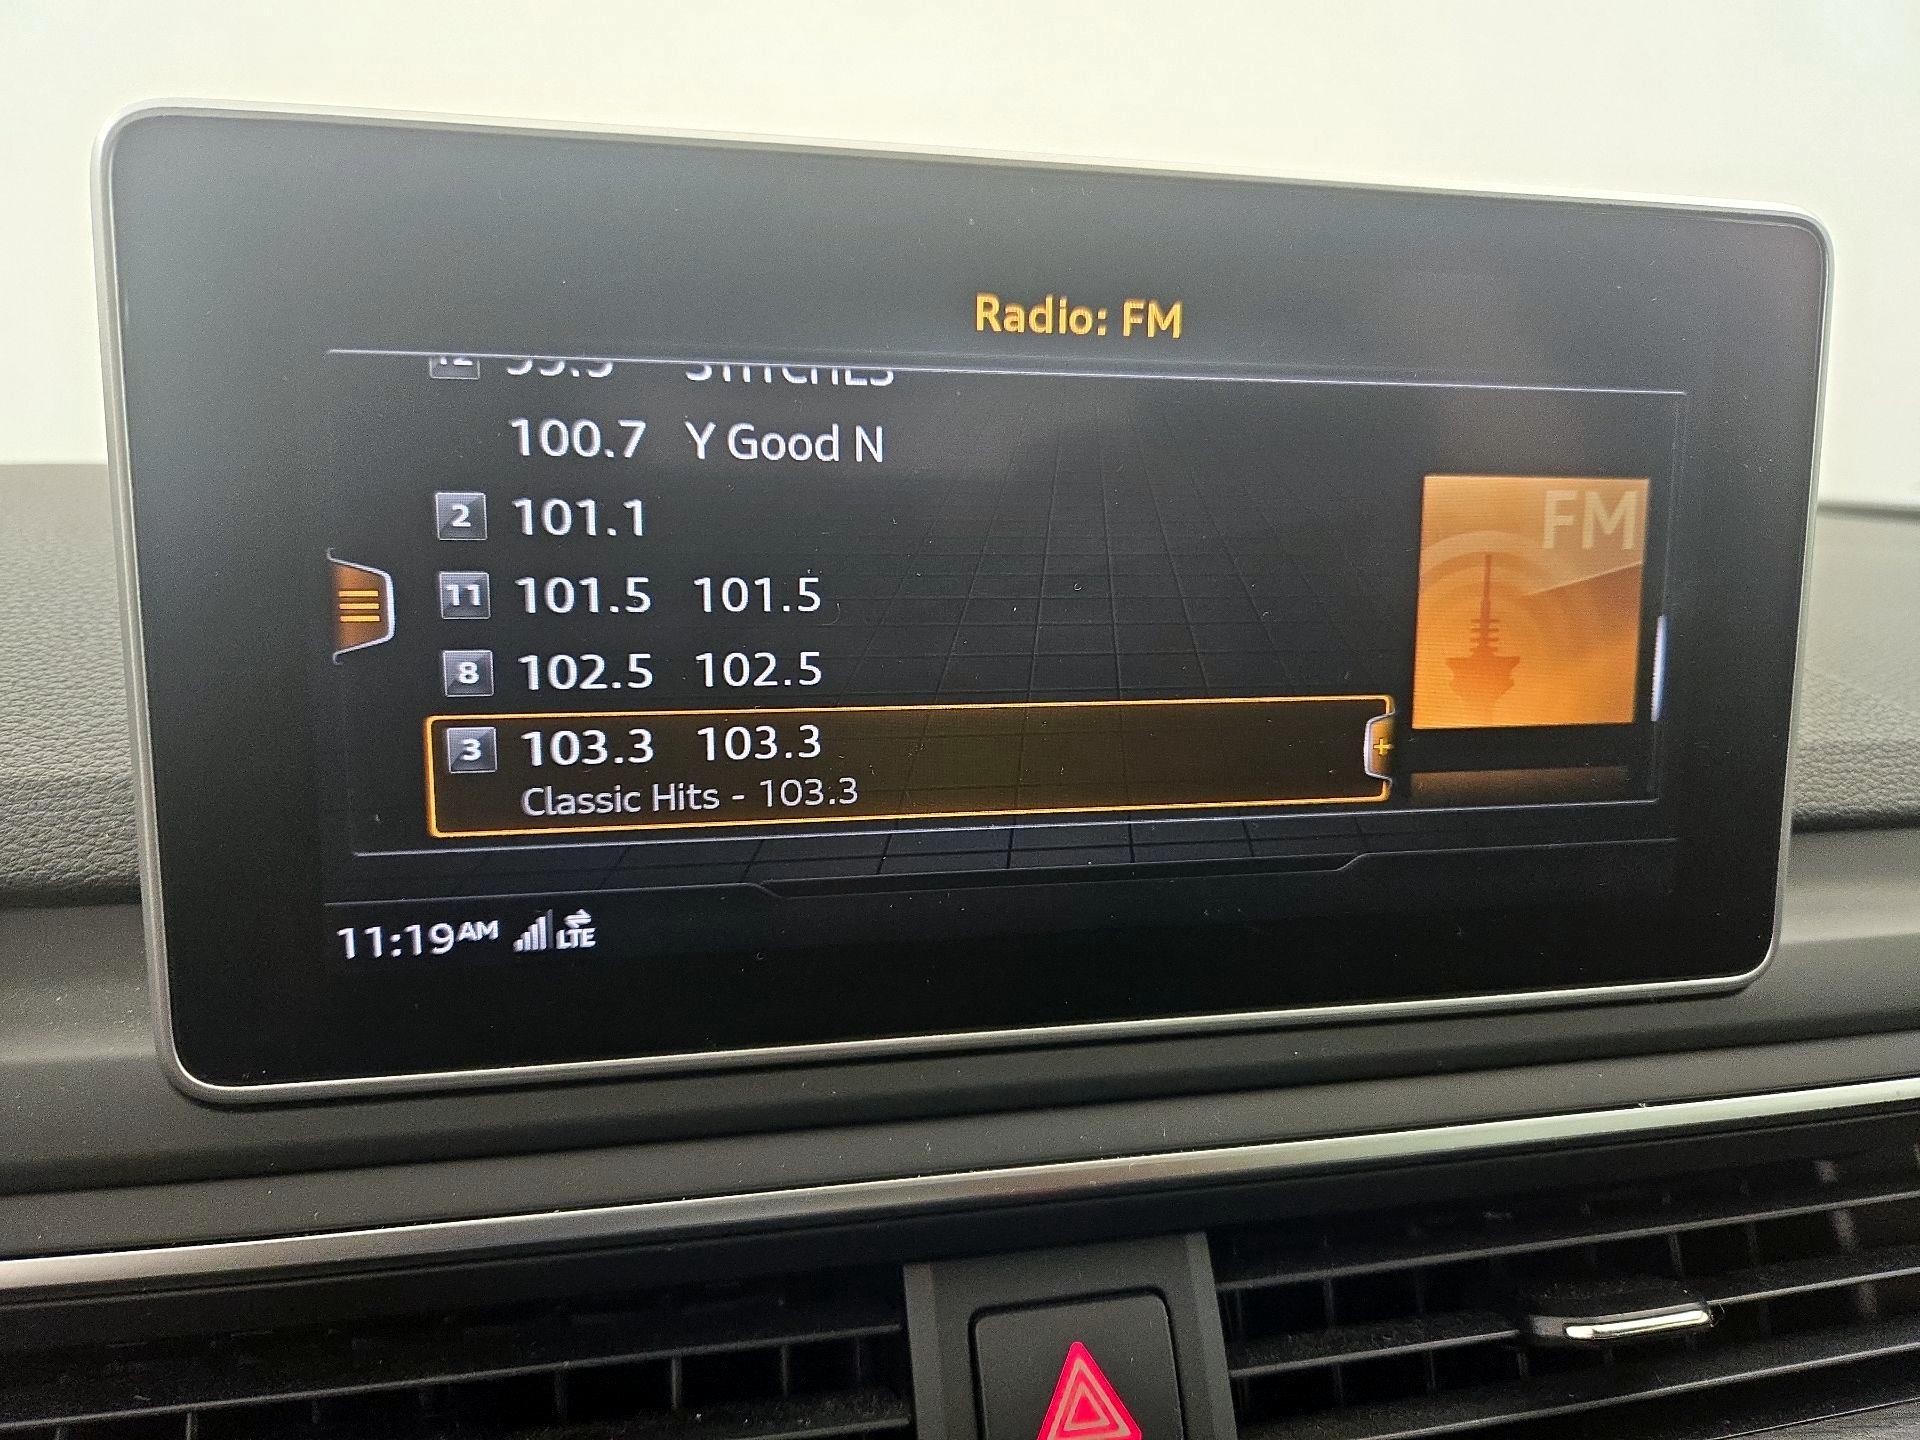 Radio: FM
STITCHES
100.7 Y Good N
2 101.1
11 101.5 101.5
8 102.5 102.5
3 103.3 103.3
Classic Hits - 103.3
FM
+
11:19AM LTE